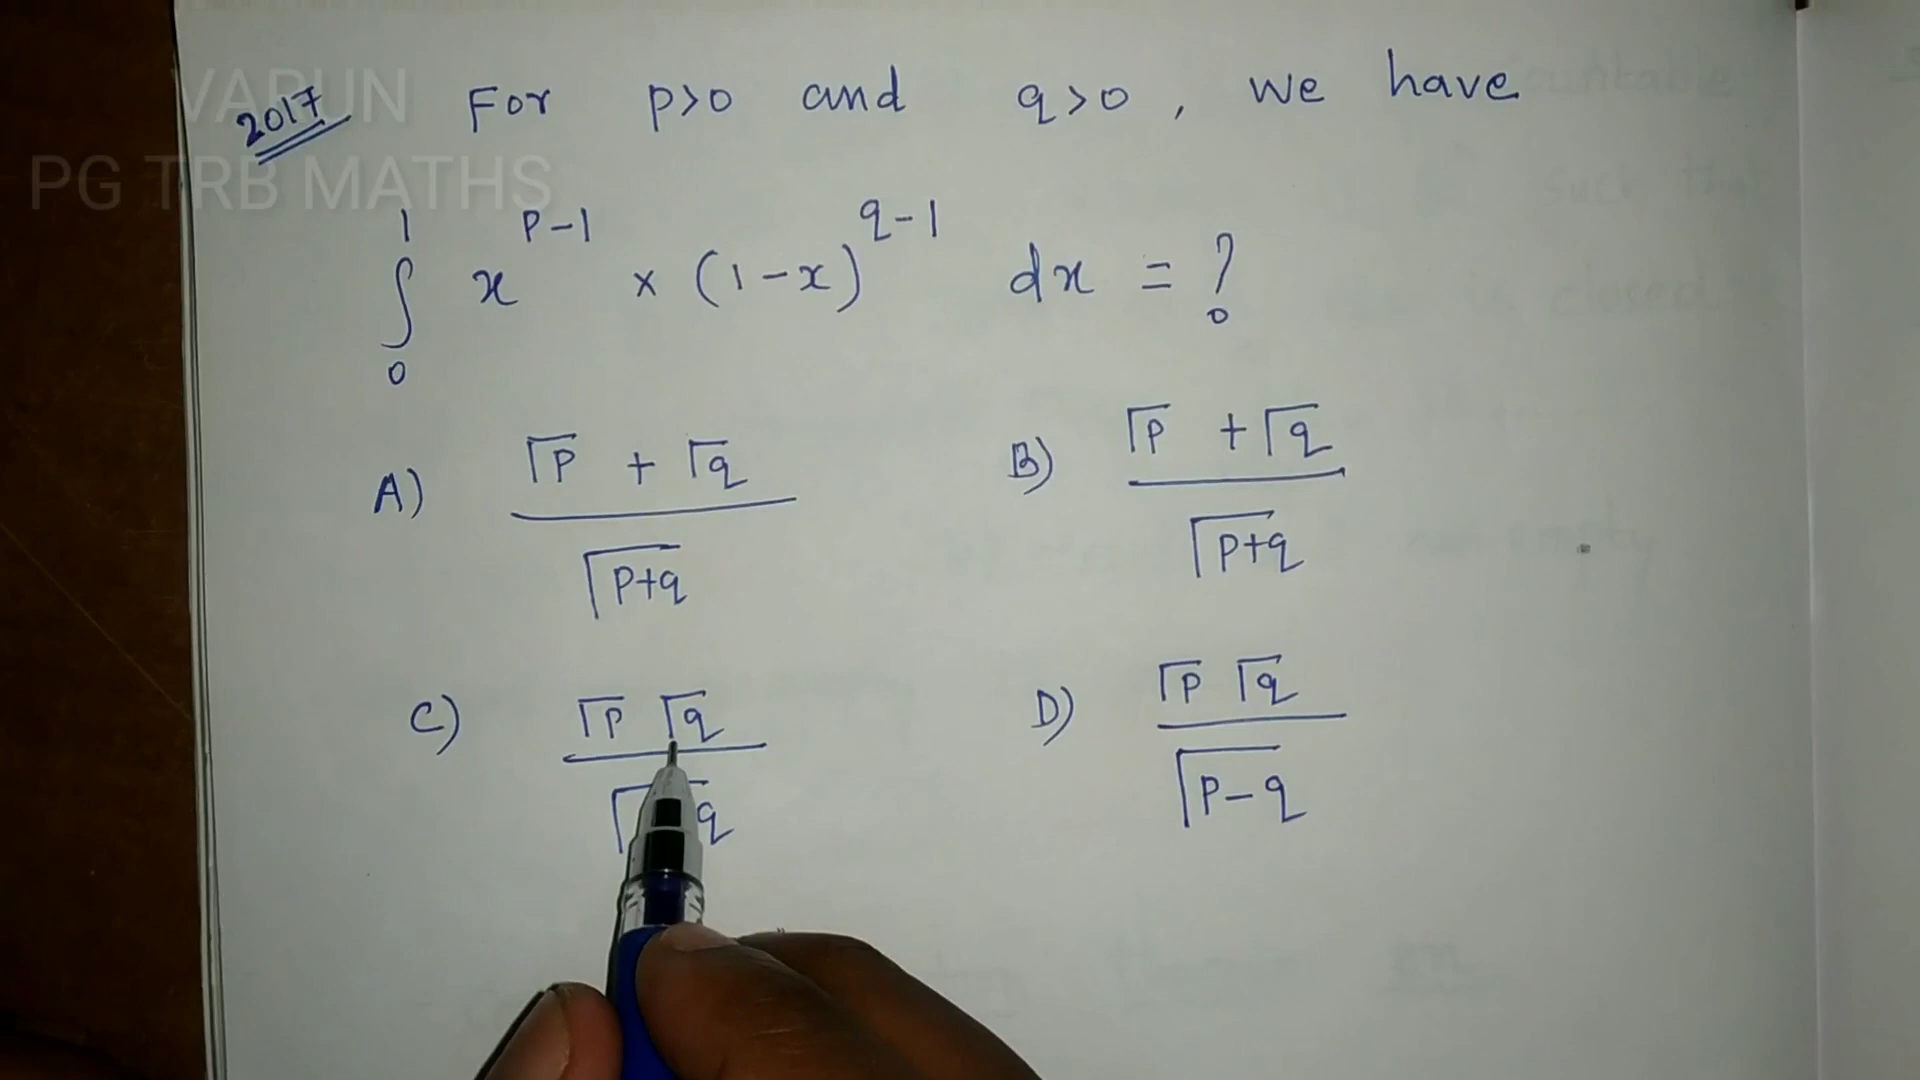 VARUN
PG TRB MATHS
2017 For p>0 and q>0, we have
∫₀¹ x^(p-1) × (1-x)^(q-1) dx = ?
A) (Γp + Γq) / Γ(p+q)
B) (Γp + Γq) / Γ(p+q)
C) Γp Γq / Γ q
D) Γp Γq / Γ(p-q)